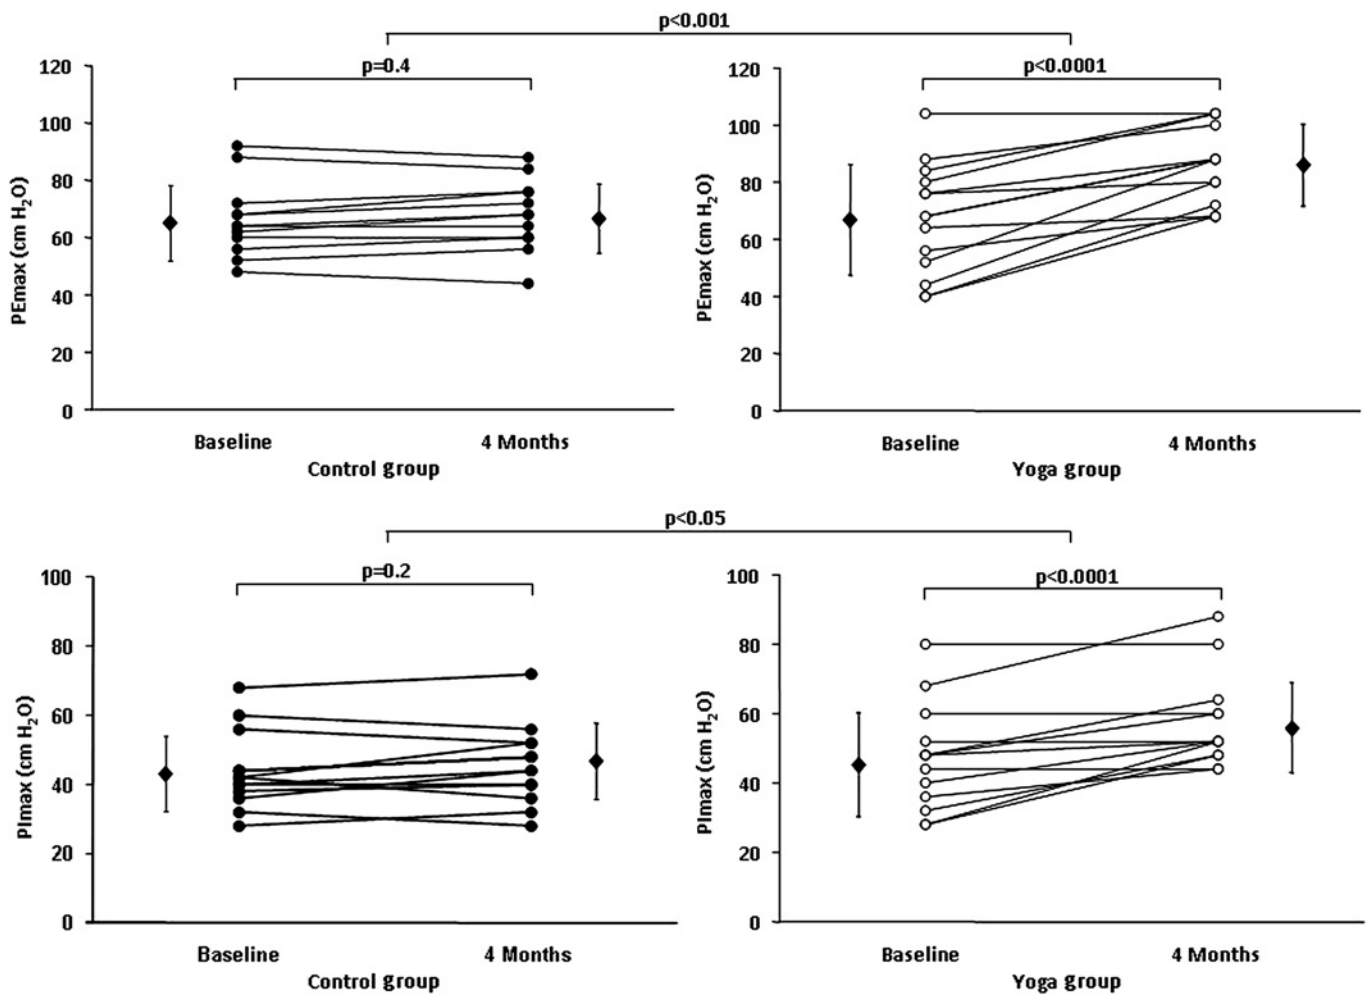 p<0.001
p=0.4
p<0.0001
120
100
80
60
40
20
0
PEmax (cm H2O)
Baseline
4 Months
Control group
120
100
80
60
40
20
0
PEmax (cm H2O)
Baseline
4 Months
Yoga group
p<0.05
p=0.2
p<0.0001
100
80
60
40
20
0
PImax (cm H2O)
Baseline
4 Months
Control group
100
80
60
40
20
0
PImax (cm H2O)
Baseline
4 Months
Yoga group